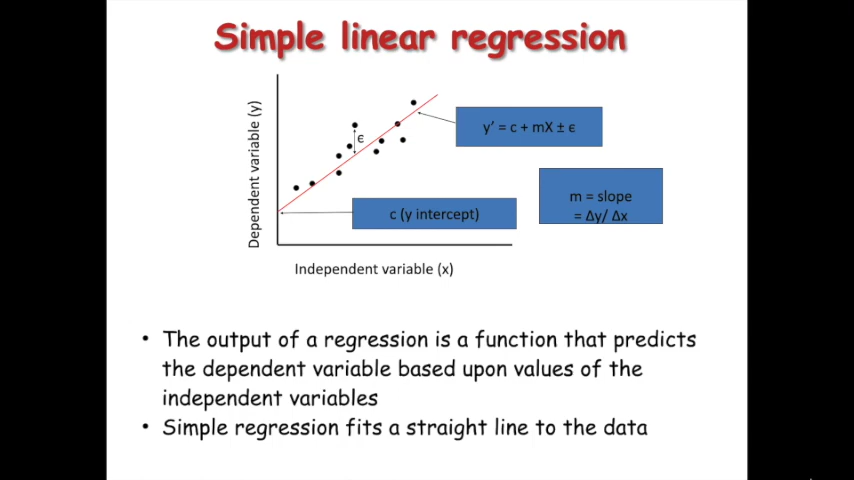 Simple linear regression
Dependent variable (y)
ϵ
y’ = c + mX ± ϵ
m = slope
= Δy/ Δx
c (y intercept)
Independent variable (x)
• The output of a regression is a function that predicts
the dependent variable based upon values of the
independent variables
• Simple regression fits a straight line to the data